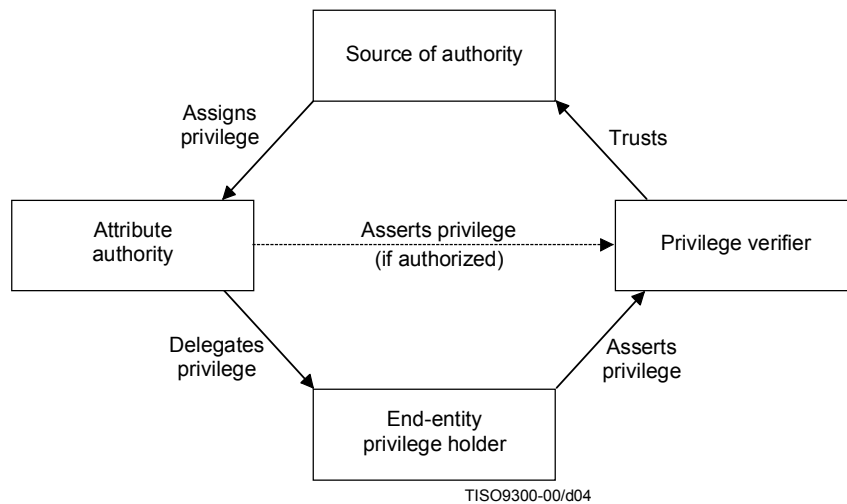 Source of authority
Assigns
privilege
Trusts
Attribute
authority
Asserts privilege
(if authorized)
Privilege verifier
Delegates
privilege
Asserts
privilege
End-entity
privilege holder
TISO9300-00/d04